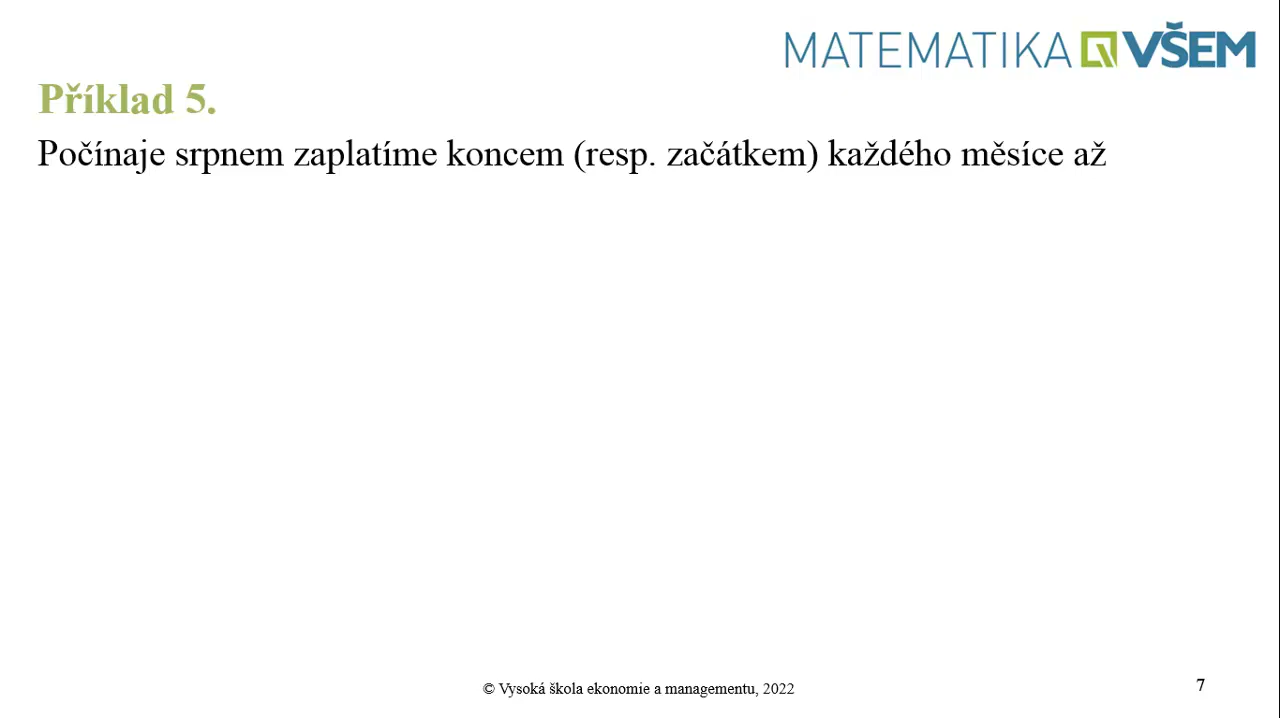 MATEMATIKA VŠEM
Příklad 5.
Počínaje srpnem zaplatíme koncem (resp. začátkem) každého měsíce až
© Vysoká škola ekonomie a managementu, 2022
7